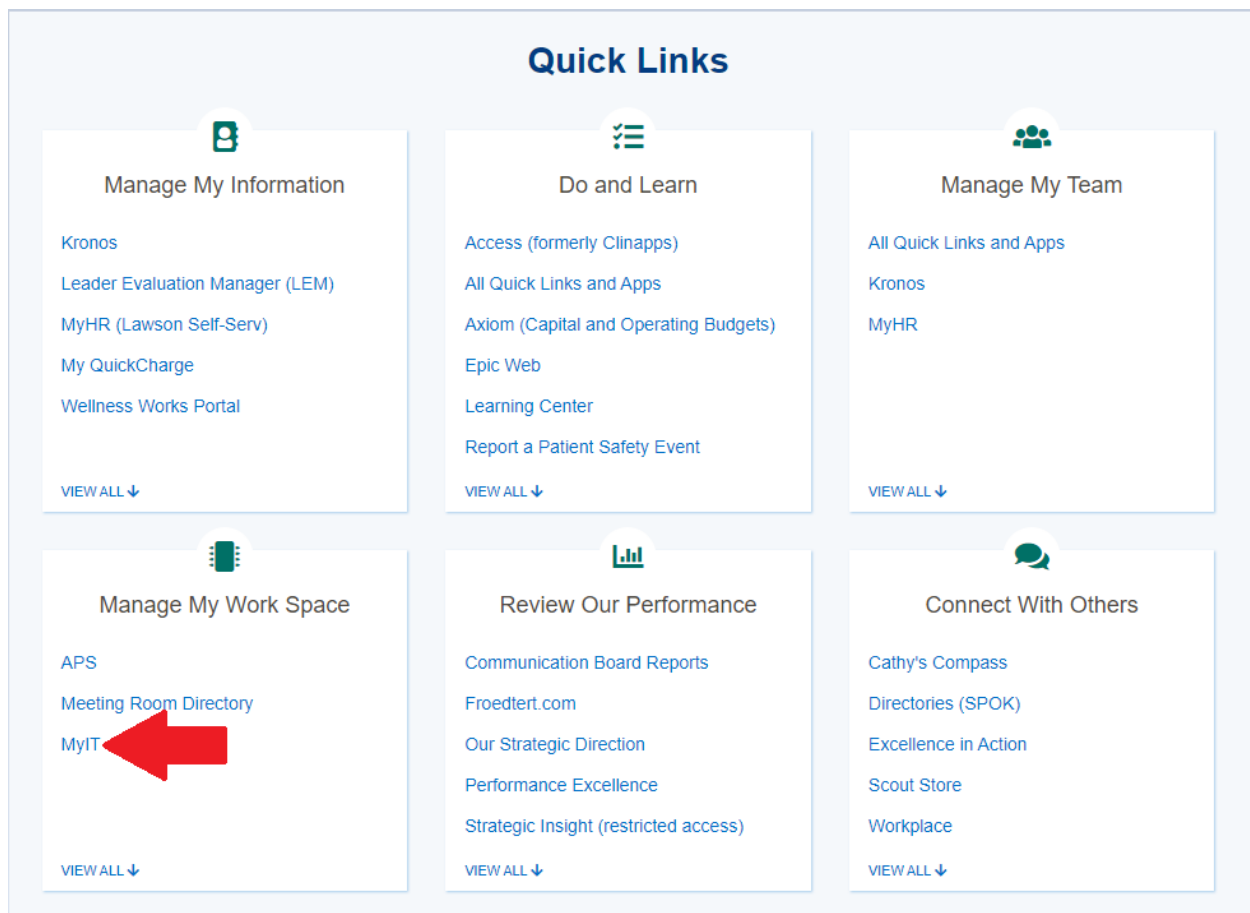 Quick Links
Manage My Information
Kronos
Leader Evaluation Manager (LEM)
MyHR (Lawson Self-Serv)
My QuickCharge
Wellness Works Portal
VIEW ALL
Do and Learn
Access (formerly Clinapps)
All Quick Links and Apps
Axiom (Capital and Operating Budgets)
Epic Web
Learning Center
Report a Patient Safety Event
VIEW ALL
Manage My Team
All Quick Links and Apps
Kronos
MyHR
VIEW ALL
Manage My Work Space
APS
Meeting Room Directory
MyIT
VIEW ALL
Review Our Performance
Communication Board Reports
Froedtert.com
Our Strategic Direction
Performance Excellence
Strategic Insight (restricted access)
VIEW ALL
Connect With Others
Cathy's Compass
Directories (SPOK)
Excellence in Action
Scout Store
Workplace
VIEW ALL